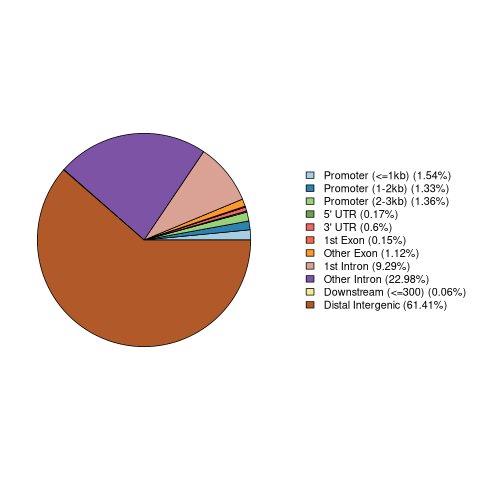 Promoter (<=1kb) (1.54%)
Promoter (1-2kb) (1.33%)
Promoter (2-3kb) (1.36%)
5' UTR (0.17%)
3' UTR (0.6%)
1st Exon (0.15%)
Other Exon (1.12%)
1st Intron (9.29%)
Other Intron (22.98%)
Downstream (<=300) (0.06%)
Distal Intergenic (61.41%)